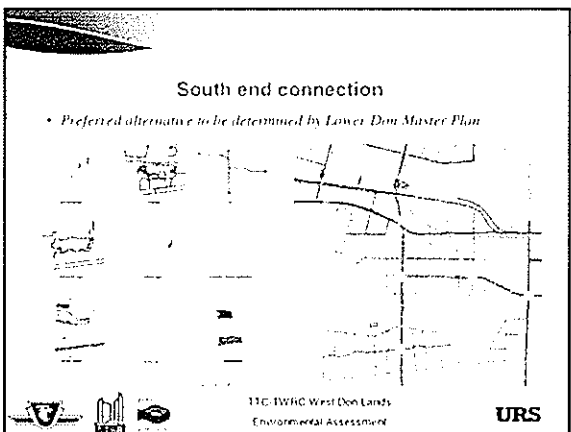 South end connection
• Preferred alternative to be determined by Lower Don Master Plan
TTC-TWRC West Don Lands
Environmental Assessment
URS